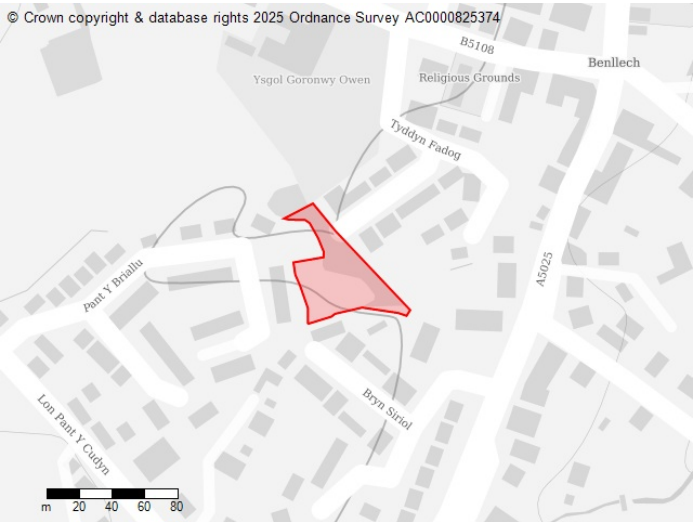 © Crown copyright & database rights 2025 Ordnance Survey AC0000825374
B5108
Benllech
Ysgol Goronwy Owen
Religious Grounds
Tyddyn Fadog
A5025
Pant Y Briallu
Bryn Siriol
Lon Pant Y Cudyn
m 20 40 60 80